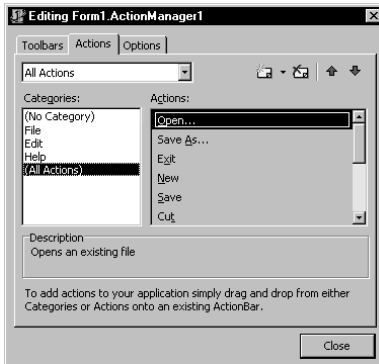 Editing Form1.ActionManager1
Toolbars Actions Options
All Actions
Categories: Actions:
(No Category)
File
Edit
Help
(All Actions)
Open...
Save As...
Exit
New
Save
Cut
Description
Opens an existing file
To add actions to your application simply drag and drop from either
Categories or Actions onto an existing ActionBar.
Close